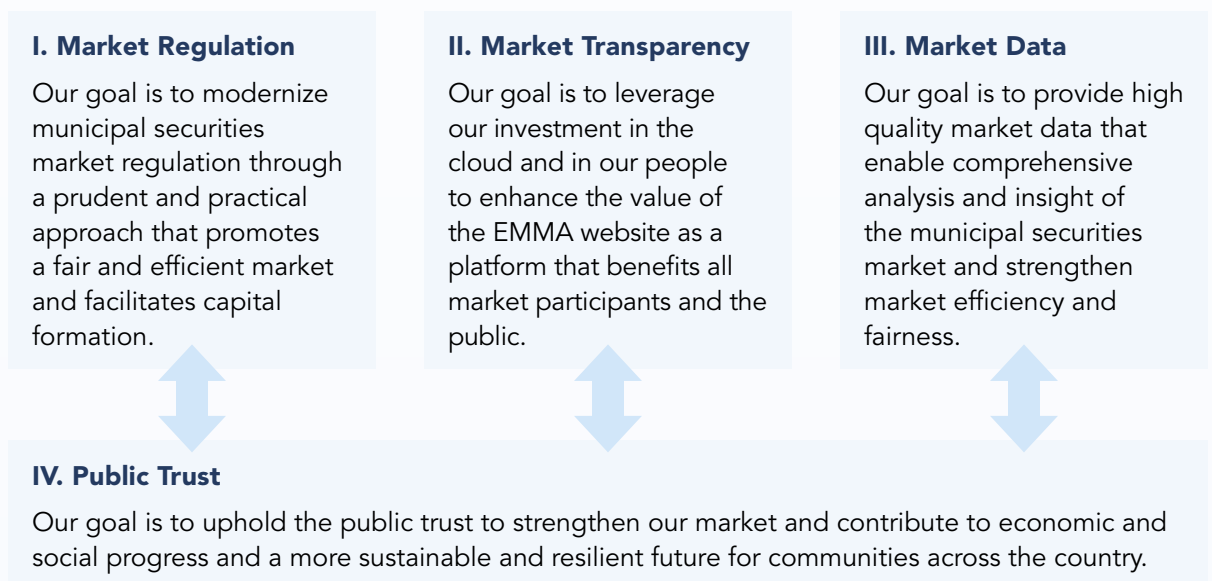 I. Market Regulation
Our goal is to modernize
municipal securities
market regulation through
a prudent and practical
approach that promotes
a fair and efficient market
and facilitates capital
formation.
II. Market Transparency
Our goal is to leverage
our investment in the
cloud and in our people
to enhance the value of
the EMMA website as a
platform that benefits all
market participants and the
public.
III. Market Data
Our goal is to provide high
quality market data that
enable comprehensive
analysis and insight of
the municipal securities
market and strengthen
market efficiency and
fairness.
IV. Public Trust
Our goal is to uphold the public trust to strengthen our market and contribute to economic and
social progress and a more sustainable and resilient future for communities across the country.